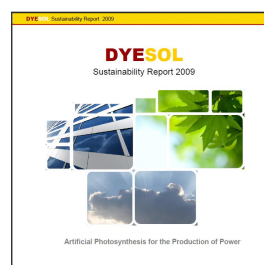 DYESOL Sustainability Report 2009
DYESOL
Sustainability Report 2009
Artificial Photosynthesis for the Production of Power